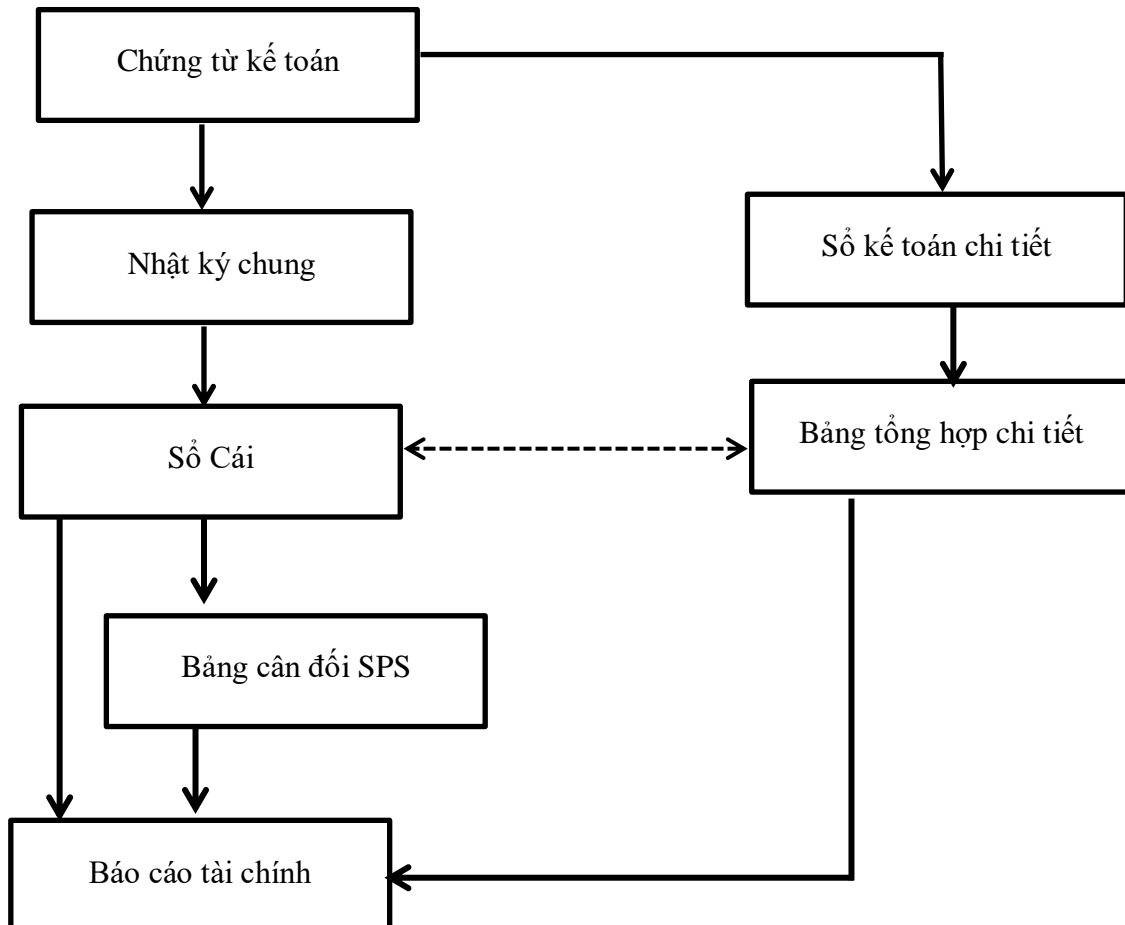 Chứng từ kế toán
Nhật ký chung
Sổ kế toán chi tiết
Sổ Cái
Bảng tổng hợp chi tiết
Bảng cân đối SPS
Báo cáo tài chính